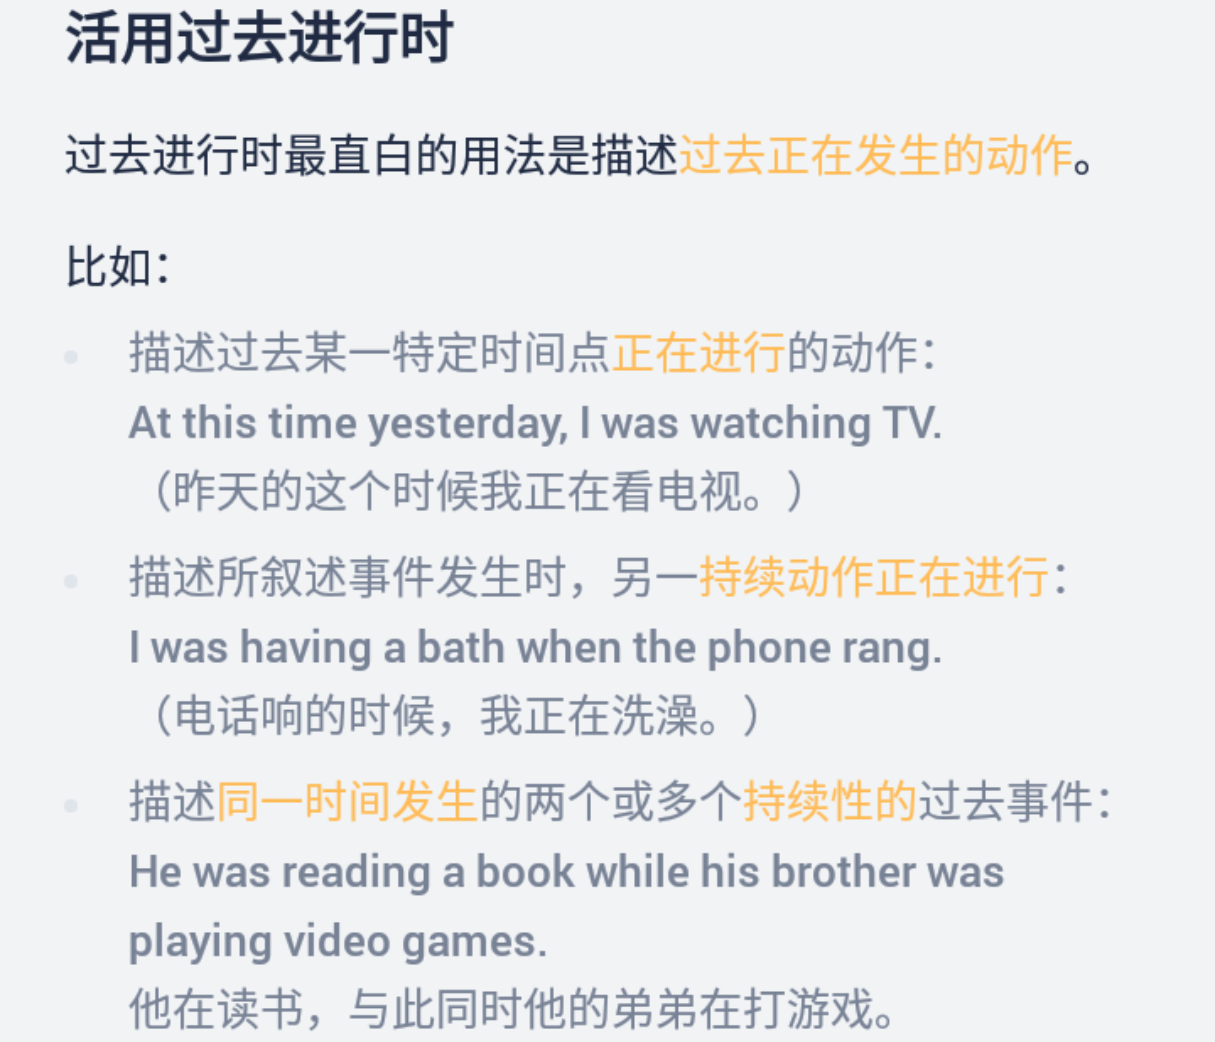 活用过去进行时
过去进行时最直白的用法是描述过去正在发生的动作。
比如：
描述过去某一特定时间点正在进行的动作：
At this time yesterday, I was watching TV.
（昨天的这个时候我正在看电视。）
描述所叙述事件发生时，另一持续动作正在进行：
I was having a bath when the phone rang.
（电话响的时候，我正在洗澡。）
描述同一时间发生的两个或多个持续性的过去事件：
He was reading a book while his brother was
playing video games.
他在读书，与此同时他的弟弟在打游戏。